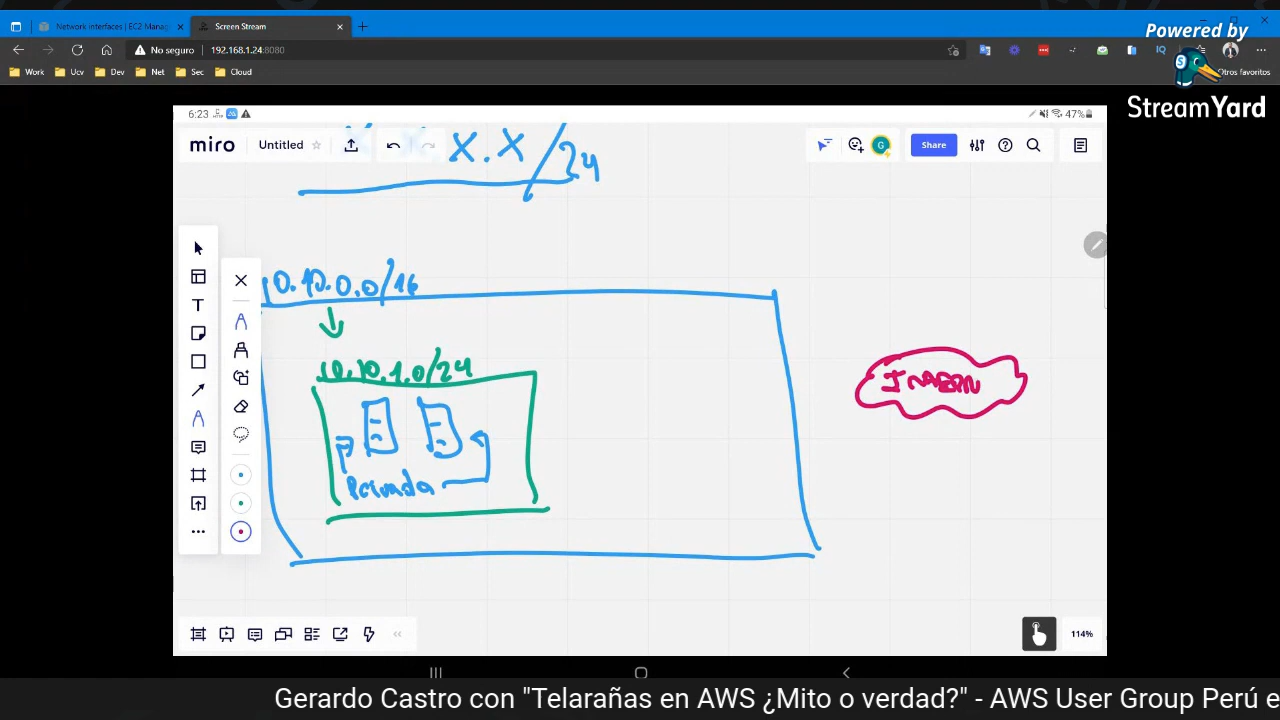 Network interfaces | EC2 Manag
Screen Stream
Powered by
No seguro
192.168.1.24:8080
IQ
Work
Ucv
Dev
Net
Sec
Cloud
Otros favoritos
StreamYard
6:23
47%
miro
Untitled
Share
X.X/24
10.10.0.0/16
10.10.1.0/24
Privada
114%
Gerardo Castro con "Telarañas en AWS ¿Mito o verdad?" - AWS User Group Perú e